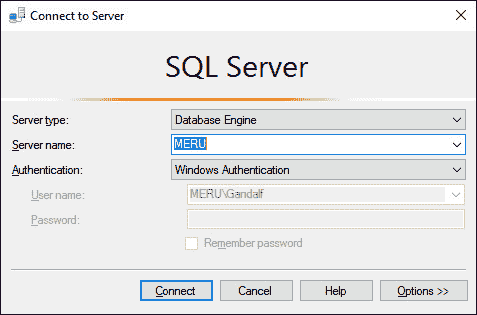 Connect to Server
SQL Server
Server type: Database Engine
Server name: MERU
Authentication: Windows Authentication
User name: MERU\Gandalf
Password:
Remember password
Connect Cancel Help Options >>